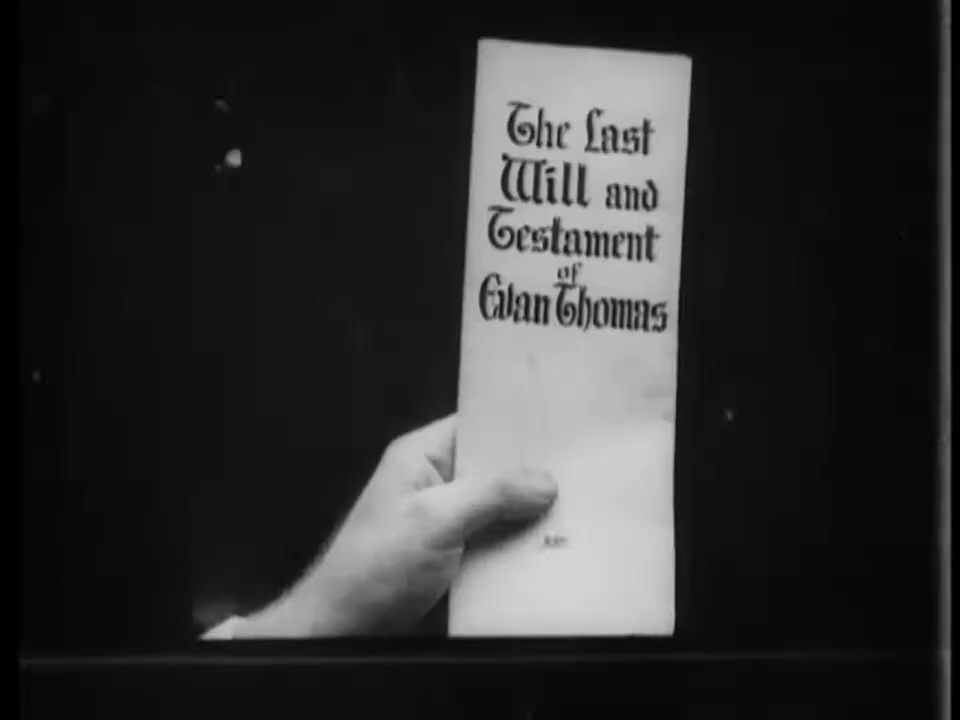 The Last
Will and
Testament
of
Evan Thomas